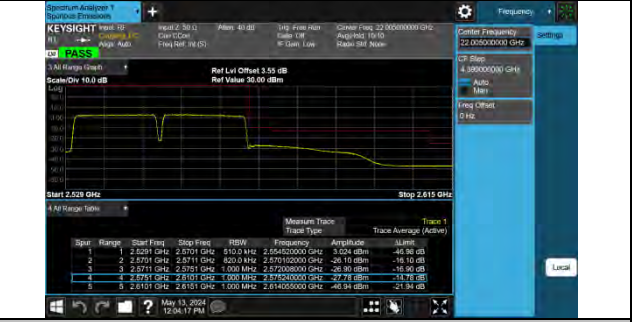 Spectrum Analyzer 1
Spurious Emissions
+
Frequency
KEYSIGHT Input: RF
Coupling: DC
Align: Auto
Input Z: 50 Ω
Corr CCorr
Freq Ref: Int (S)
Atten: 40 dB
Trig: Free Run
Gate: Off
IF Gain: Low
Center Freq: 22.005000000 GHz
Avg|Hold: 10/10
Radio Std: None
PASS
Center Frequency
22.005000000 GHz
Settings
CF Step
4.399000000 GHz
Auto
Man
Freq Offset
0 Hz
Local
3 All Range Graph
Scale/Div 10.0 dB
Ref Lvl Offset 3.55 dB
Ref Value 30.00 dBm
Log
Start 2.529 GHz
Stop 2.615 GHz
4 All Range Table
Measure Trace
Trace 1
Trace Type
Trace Average (Active)
Spur Range Start Freq Stop Freq RBW Frequency Amplitude ΔLimit
1 1 2.5291 GHz 2.5701 GHz 510.0 kHz 2.554520000 GHz 3.024 dBm -46.96 dB
2 2 2.5701 GHz 2.5711 GHz 820.0 kHz 2.570102000 GHz -26.10 dBm -16.10 dB
3 3 2.5711 GHz 2.5751 GHz 1.000 MHz 2.572008000 GHz -26.90 dBm -16.90 dB
4 4 2.5751 GHz 2.6101 GHz 1.000 MHz 2.575240000 GHz -27.78 dBm -14.78 dB
5 5 2.6101 GHz 2.6151 GHz 1.000 MHz 2.614055000 GHz -46.94 dBm -21.94 dB
?
May 13, 2024
12:04:17 PM